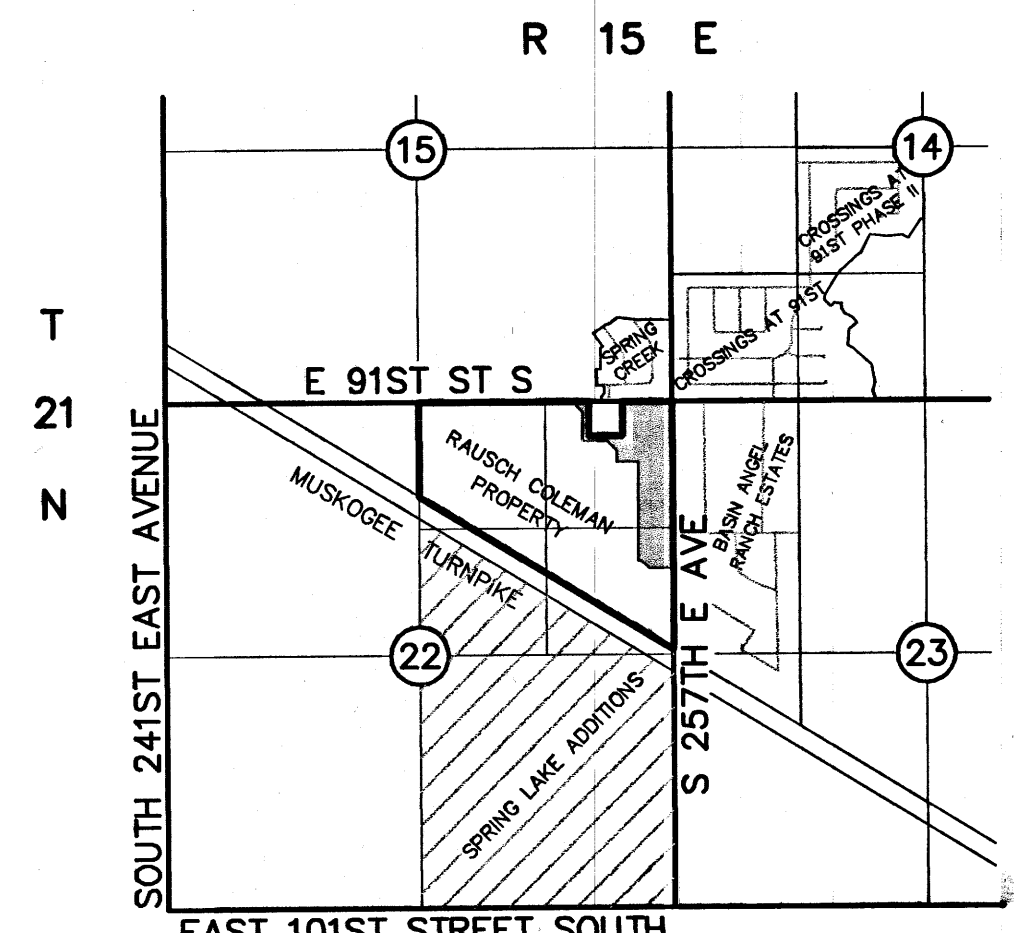 R 15 E
15
14
CROSSINGS AT
91ST PHASE II
T
21
N
SPRING
CREEK
CROSSINGS AT 91ST
E 91ST ST S
RAUSCH COLEMAN
PROPERTY
BASIN ANGEL
RANCH ESTATES
MUSKOGEE TURNPIKE
SOUTH 241ST EAST AVENUE
S 257TH E AVE
22
23
SPRING LAKE ADDITIONS
EAST 101ST STREET SOUTH